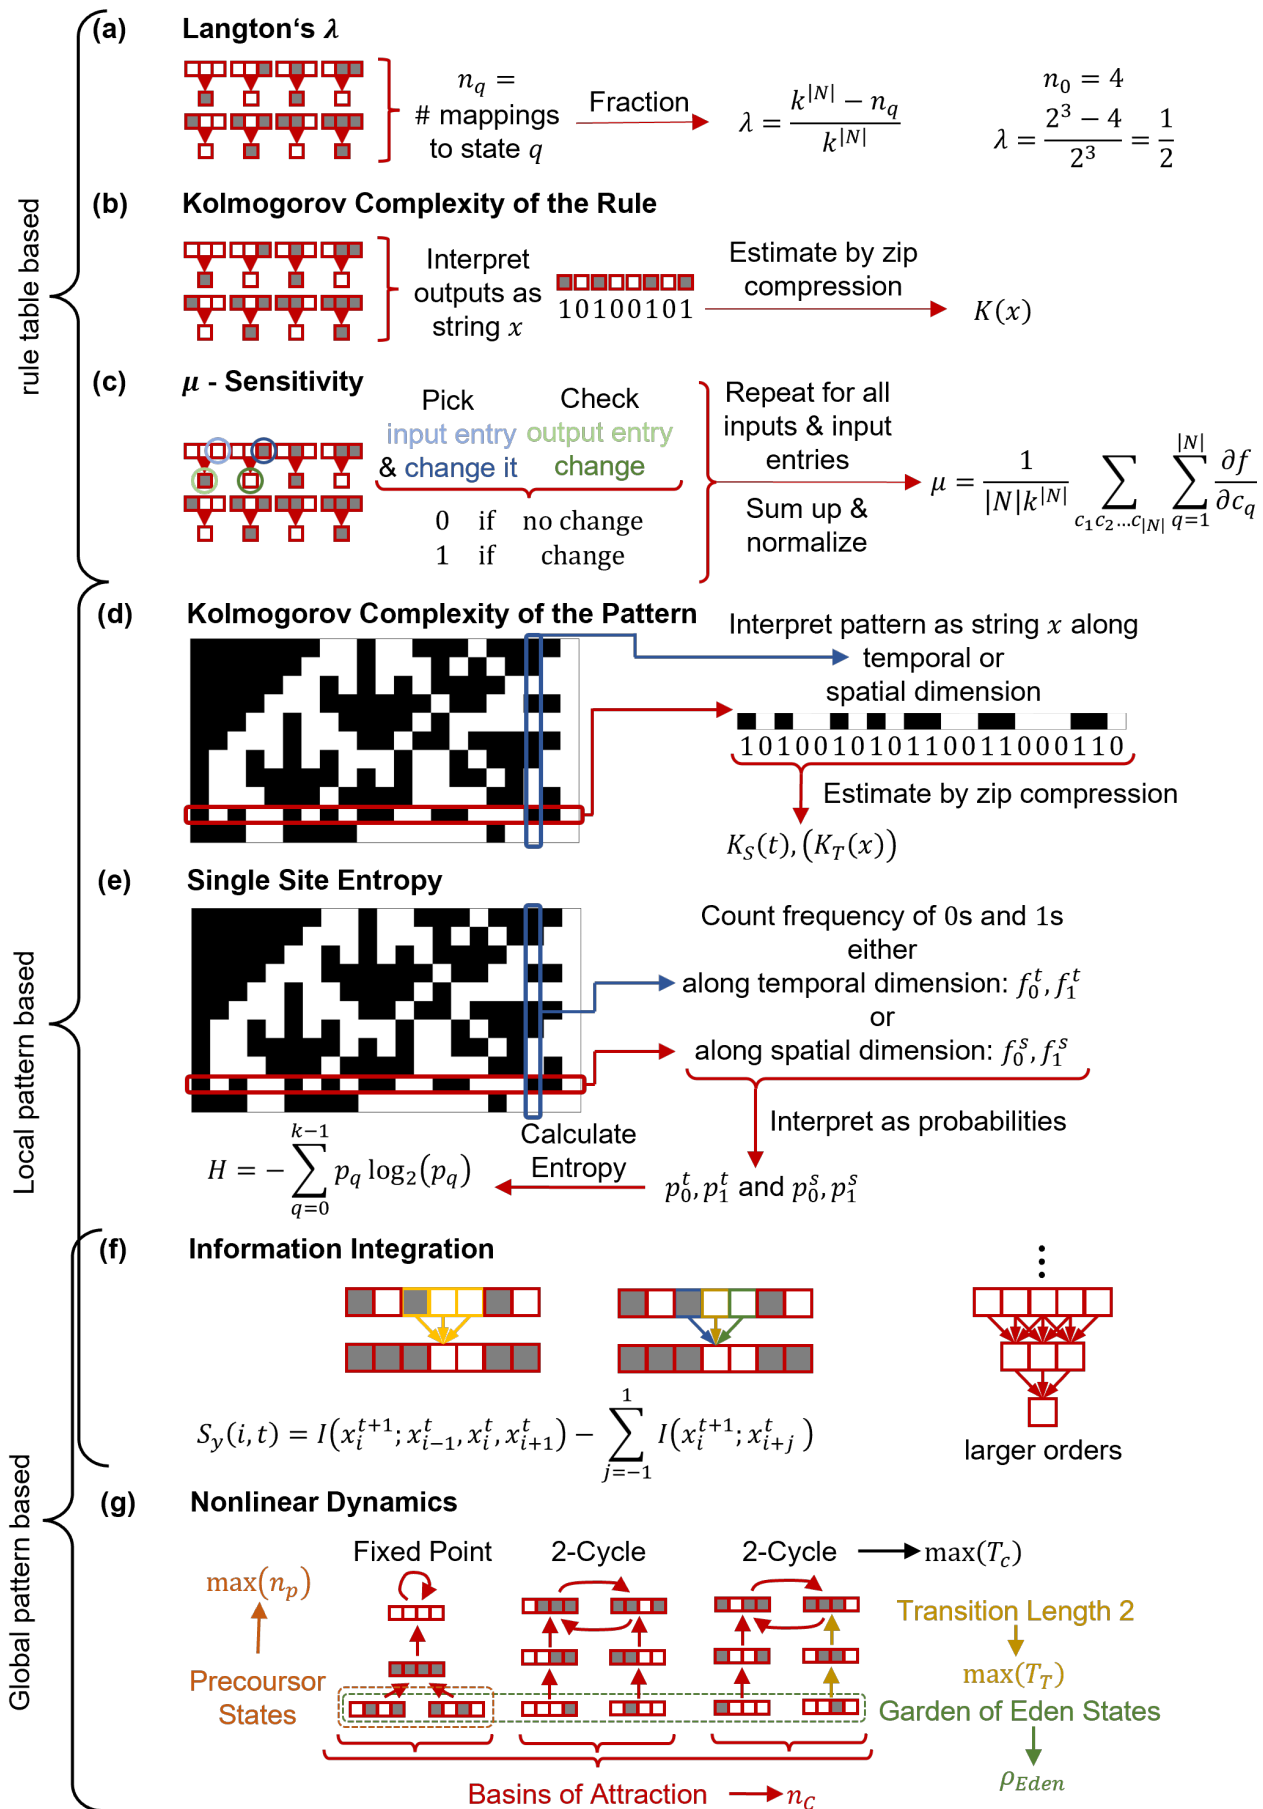 (a) Langton‘s λ
n_q =
# mappings
to state q
Fraction
λ = (k^|N| − n_q) / k^|N|
n_0 = 4
λ = (2^3 − 4) / 2^3 = 1/2
rule table based
(b) Kolmogorov Complexity of the Rule
Interpret
outputs as
string x
10100101
Estimate by zip
compression
K(x)
(c) μ - Sensitivity
Pick
input entry
& change it
Check
output entry
change
0 if no change
1 if change
Repeat for all
inputs & input
entries
Sum up &
normalize
μ = 1 / (|N|k^|N|) ∑_{c_1c_2…c_|N|} ∑_{q=1}^{|N|} ∂f/∂c_q
Local pattern based
(d) Kolmogorov Complexity of the Pattern
Interpret pattern as string x along
temporal or
spatial dimension
101001010110011000110
Estimate by zip compression
K_S(t), (K_T(x))
(e) Single Site Entropy
Count frequency of 0s and 1s
either
along temporal dimension: f_0^t, f_1^t
or
along spatial dimension: f_0^s, f_1^s
Interpret as probabilities
p_0^t, p_1^t and p_0^s, p_1^s
Calculate
Entropy
H = − ∑_{q=0}^{k−1} p_q log_2(p_q)
Global pattern based
(f) Information Integration
S_y(i, t) = I(x_i^{t+1}; x_{i−1}^t, x_i^t, x_{i+1}^t) − ∑_{j=−1}^{1} I(x_i^{t+1}; x_{i+j}^t)
⋮
larger orders
(g) Nonlinear Dynamics
Fixed Point
2-Cycle
2-Cycle
max(T_c)
max(n_p)
Precoursor
States
Transition Length 2
max(T_T)
Garden of Eden States
ρ_Eden
Basins of Attraction
n_C